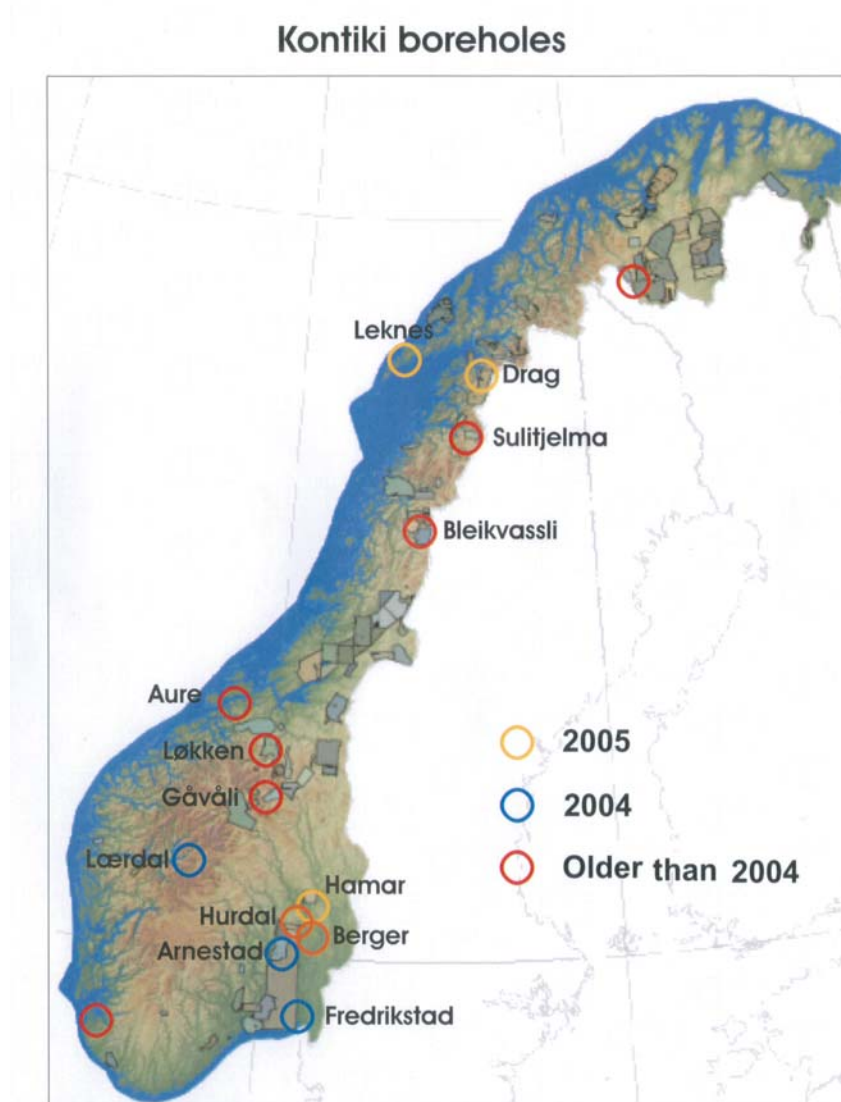 Kontiki boreholes
Leknes
Drag
Sulitjelma
Bleikvassli
Aure
Løkken
Gåvåli
Lærdal
Hamar
Hurdal
Berger
Arnestad
Fredrikstad
2005
2004
Older than 2004